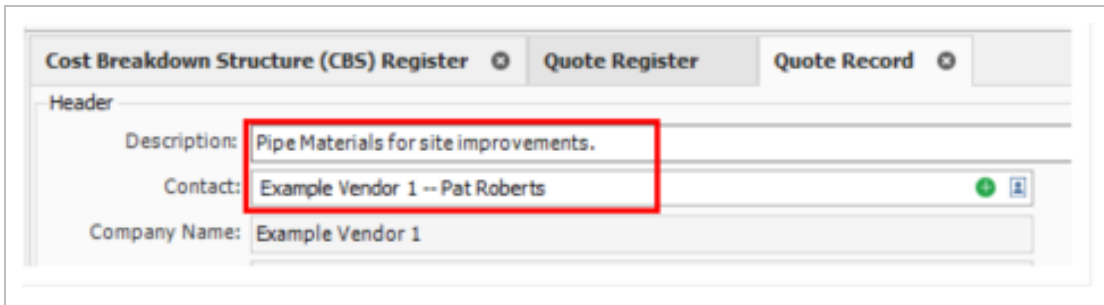 Cost Breakdown Structure (CBS) Register Quote Register Quote Record
Header
Description: Pipe Materials for site improvements.
Contact: Example Vendor 1 -- Pat Roberts
Company Name: Example Vendor 1